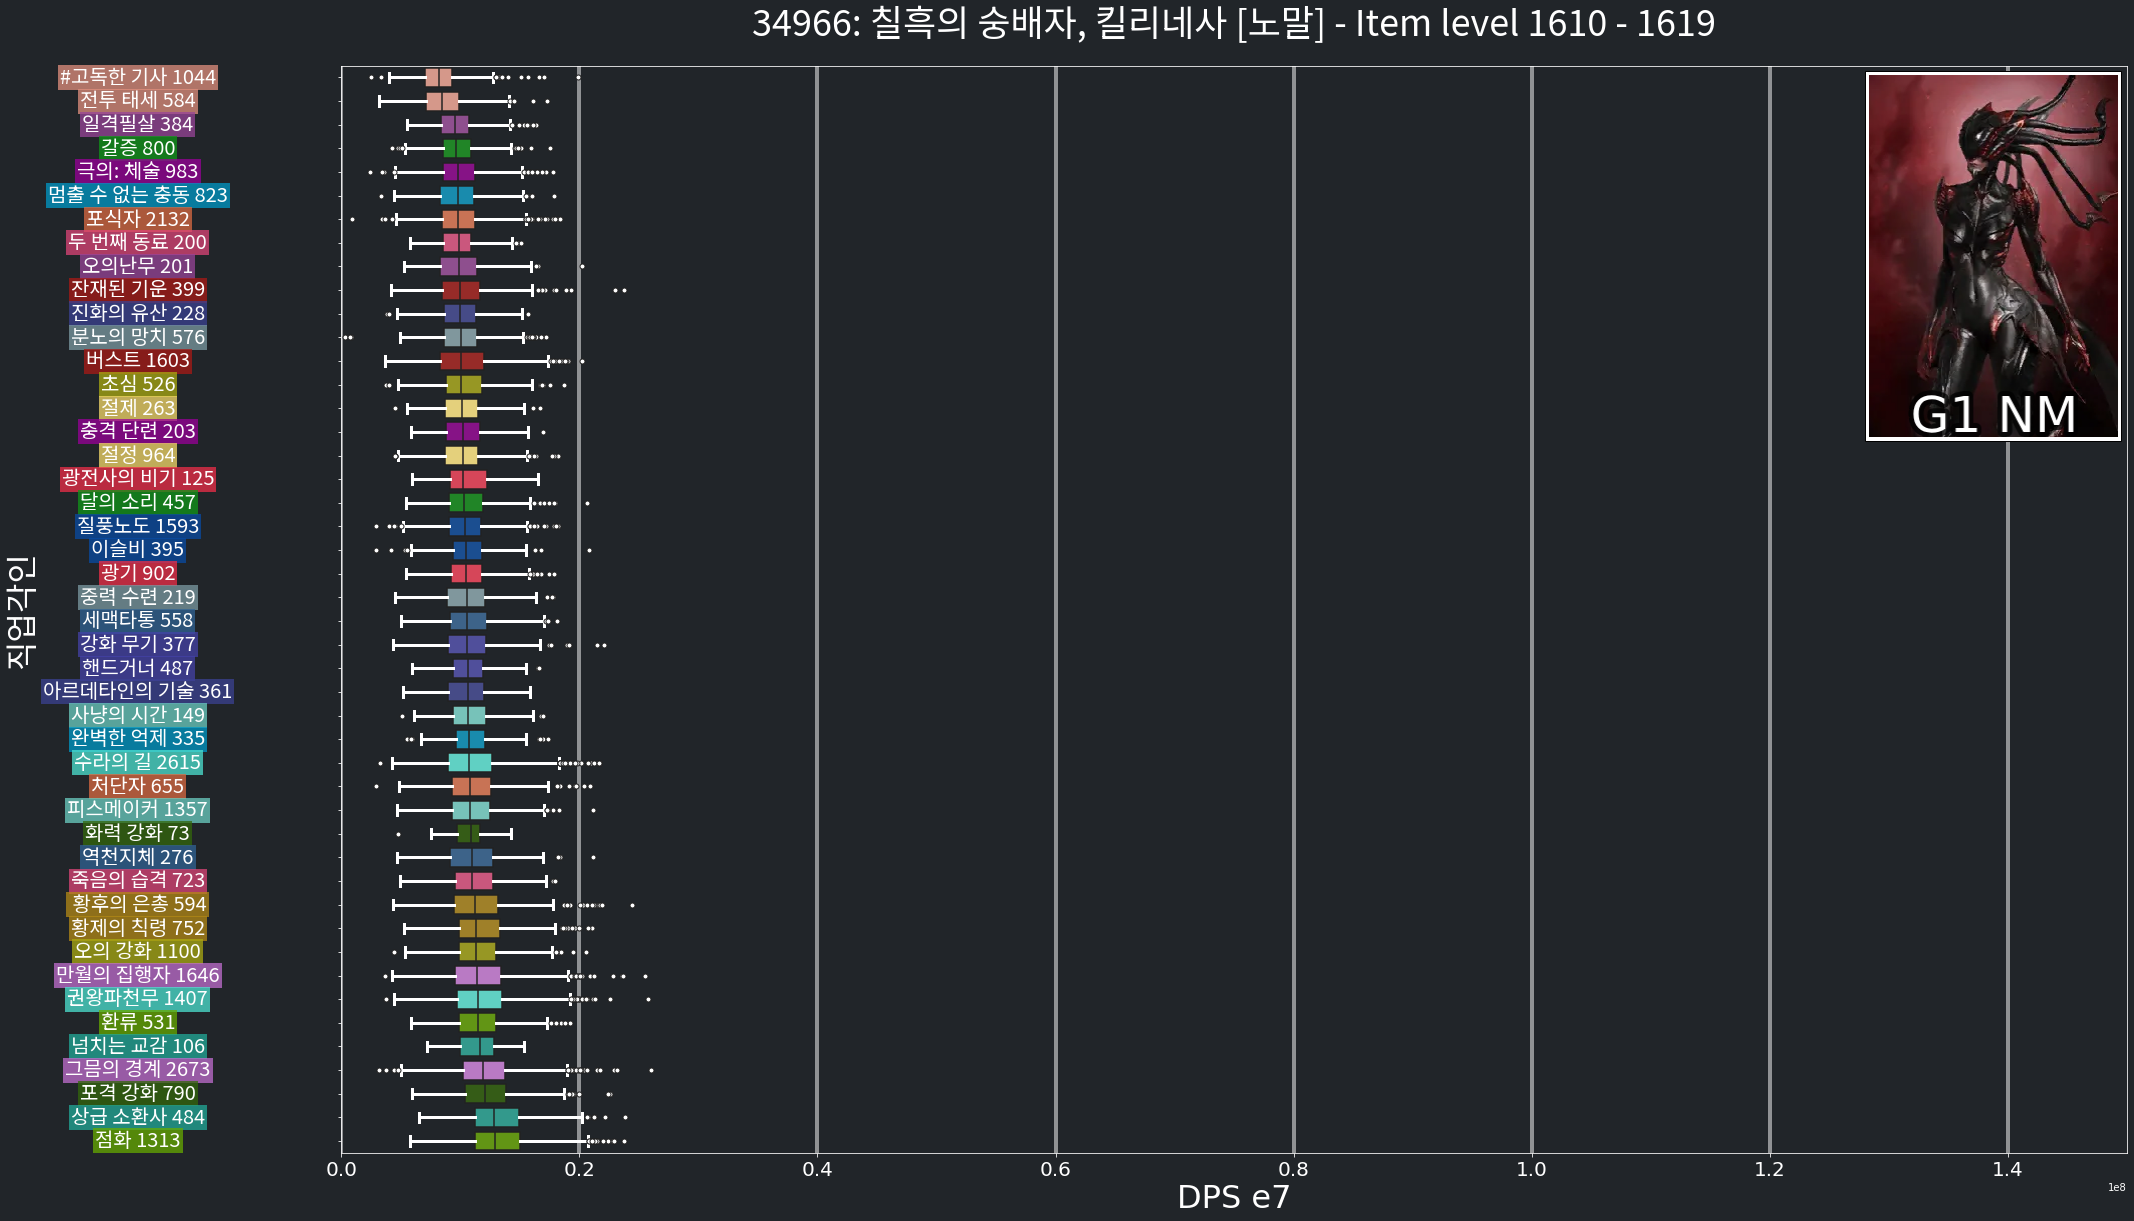 34966: 칠흑의 숭배자, 킬리네사 [노말] - Item level 1610 - 1619
#고독한 기사 1044
전투 태세 584
일격필살 384
갈증 800
극의: 체술 983
멈출 수 없는 충동 823
포식자 2132
두 번째 동료 200
오의난무 201
잔재된 기운 399
진화의 유산 228
분노의 망치 576
버스트 1603
초심 526
절제 263
충격 단련 203
절정 964
광전사의 비기 125
달의 소리 457
질풍노도 1593
이슬비 395
광기 902
중력 수련 219
세맥타통 558
강화 무기 377
핸드거너 487
아르데타인의 기술 361
사냥의 시간 149
완벽한 억제 335
수라의 길 2615
처단자 655
피스메이커 1357
화력 강화 73
역천지체 276
죽음의 습격 723
황후의 은총 594
황제의 칙령 752
오의 강화 1100
만월의 집행자 1646
권왕파천무 1407
환류 531
넘치는 교감 106
그믐의 경계 2673
포격 강화 790
상급 소환사 484
점화 1313
직업각인
G1 NM
0.0 0.2 0.4 0.6 0.8 1.0 1.2 1.4
1e8
DPS e7